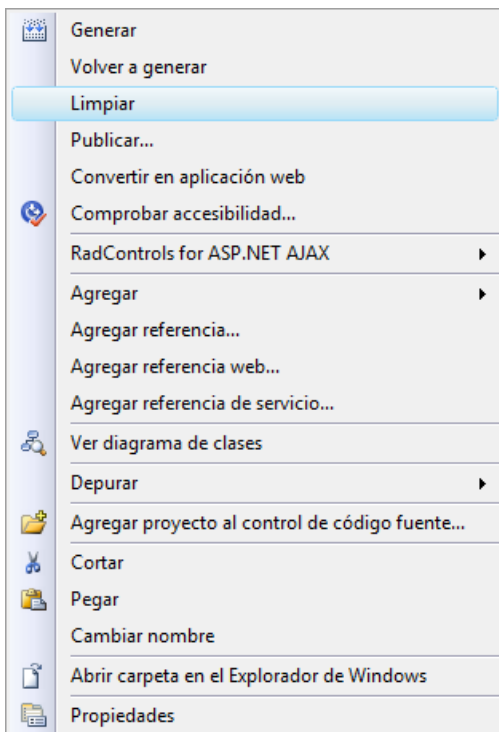 Generar
Volver a generar
Limpiar
Publicar...
Convertir en aplicación web
Comprobar accesibilidad...
RadControls for ASP.NET AJAX
Agregar
Agregar referencia...
Agregar referencia web...
Agregar referencia de servicio...
Ver diagrama de clases
Depurar
Agregar proyecto al control de código fuente...
Cortar
Pegar
Cambiar nombre
Abrir carpeta en el Explorador de Windows
Propiedades